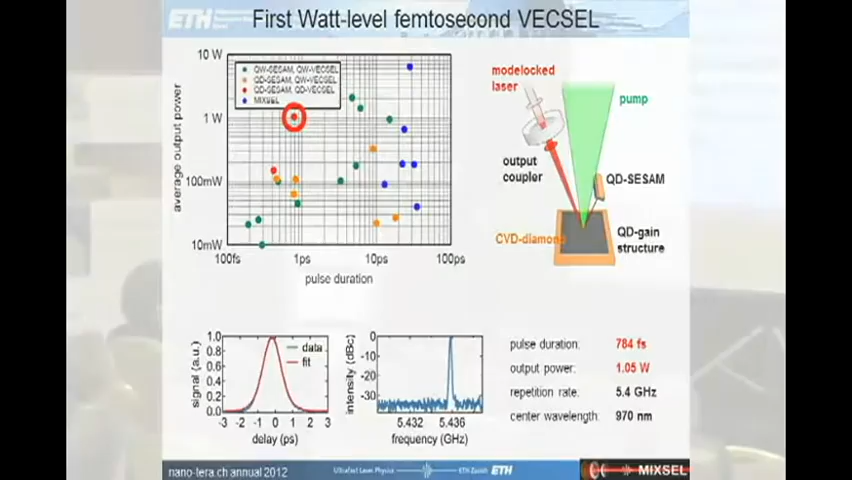 ETH
First Watt-level femtosecond VECSEL
average output power
10 W
1 W
100mW
10mW
QW-SESAM, QW-VECSEL
QD-SESAM, QW-VECSEL
QD-SESAM, QD-VECSEL
MIXSEL
100fs
1ps
10ps
100ps
pulse duration
modelocked
laser
pump
output
coupler
QD-SESAM
CVD-diamond
QD-gain
structure
signal (a.u.)
1.0
0.8
0.6
0.4
0.2
0.0
data
fit
-3 -2 -1 0 1 2 3
delay (ps)
intensity (dBc)
0
-10
-20
-30
5.432 5.436
frequency (GHz)
pulse duration: 784 fs
output power: 1.05 W
repetition rate: 5.4 GHz
center wavelength: 970 nm
nano-tera.ch annual 2012
Ultrafast Laser Physics
ETH Zurich
ETH
MIXSEL